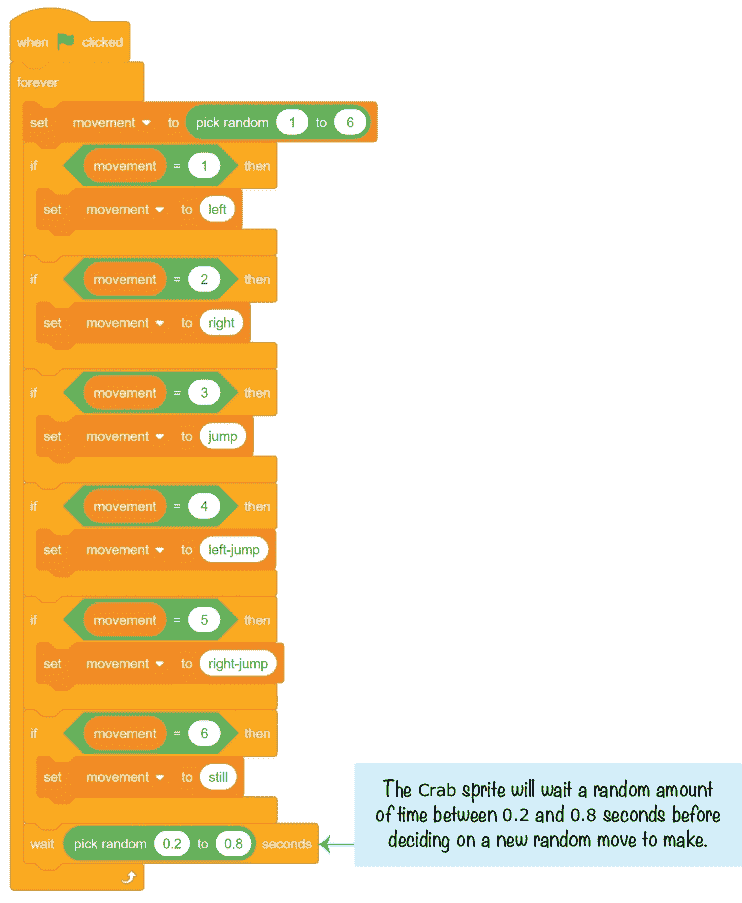 when clicked
forever
set movement to pick random 1 to 6
if movement = 1 then
set movement to left
if movement = 2 then
set movement to right
if movement = 3 then
set movement to jump
if movement = 4 then
set movement to left-jump
if movement = 5 then
set movement to right-jump
if movement = 6 then
set movement to still
wait pick random 0.2 to 0.8 seconds
The Crab sprite will wait a random amount
of time between 0.2 and 0.8 seconds before
deciding on a new random move to make.